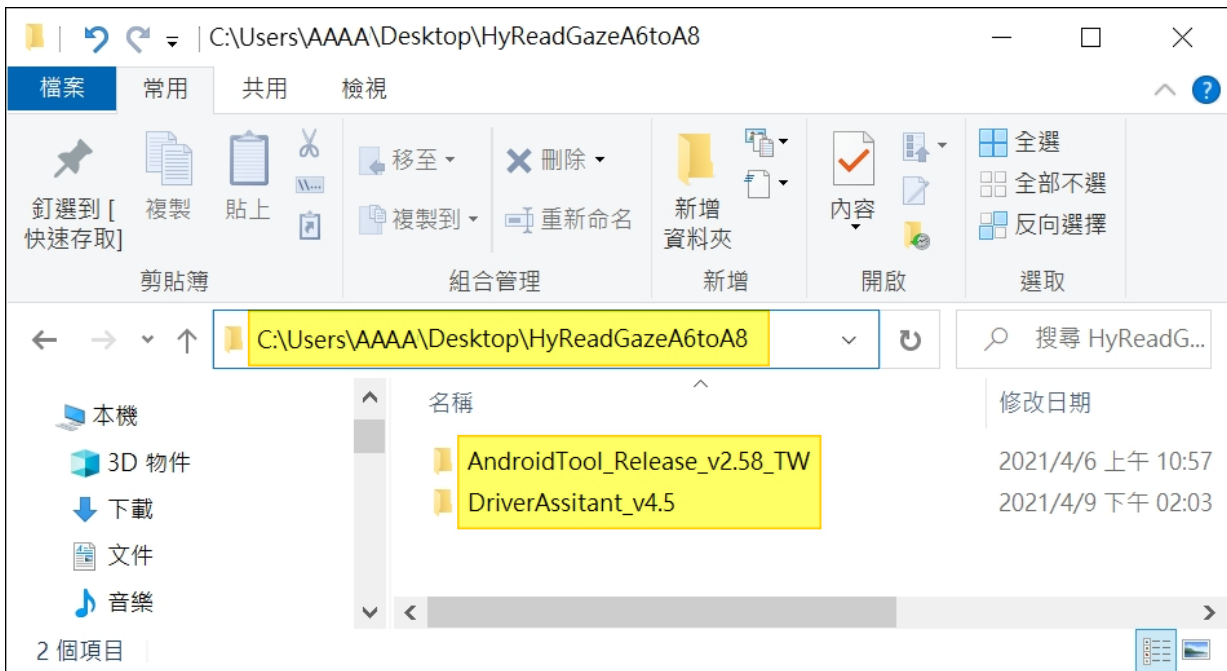 C:\Users\AAAA\Desktop\HyReadGazeA6toA8
檔案 常用 共用 檢視
釘選到 [
快速存取]
複製
貼上
剪貼簿
移至
複製到
刪除
重新命名
組合管理
新增
資料夾
新增
內容
開啟
全選
全部不選
反向選擇
選取
C:\Users\AAAA\Desktop\HyReadGazeA6toA8
搜尋 HyReadG...
本機
3D 物件
下載
文件
音樂
名稱 修改日期
AndroidTool_Release_v2.58_TW 2021/4/6 上午 10:57
DriverAssitant_v4.5 2021/4/9 下午 02:03
2 個項目